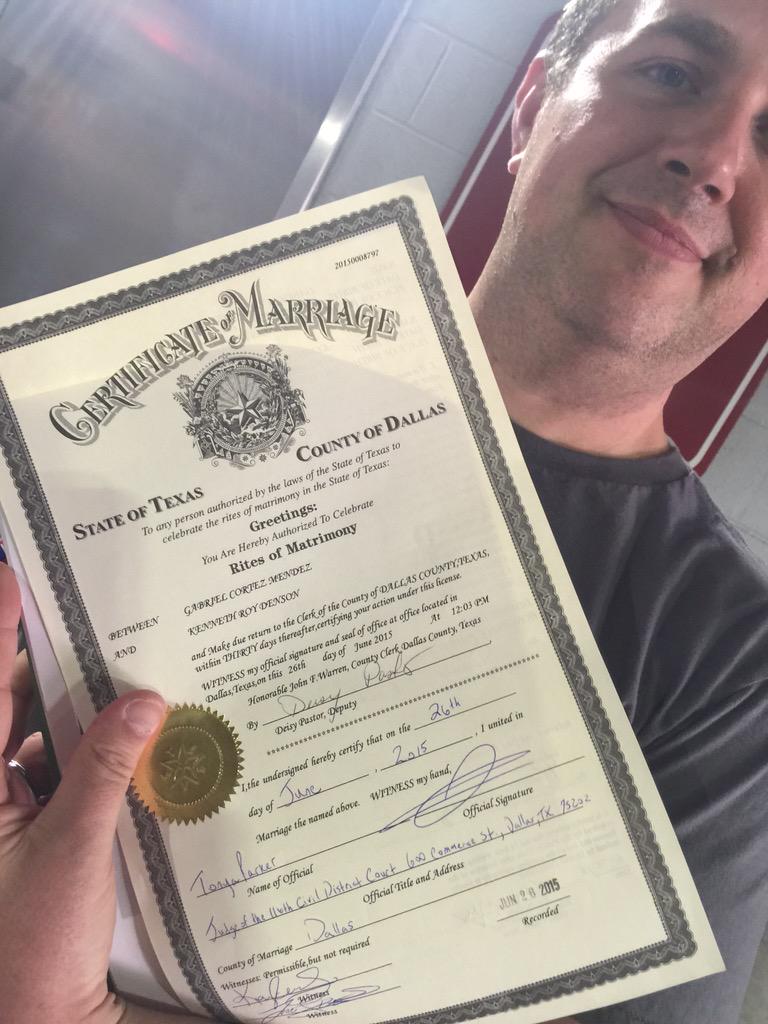 20150008797
CERTIFICATE OF MARRIAGE
STATE OF TEXAS COUNTY OF DALLAS
To any person authorized by the laws of the State of Texas to
celebrate the rites of matrimony in the State of Texas:
Greetings:
You Are Hereby Authorized To Celebrate
Rites of Matrimony
BETWEEN GABRIEL CORTEZ MENDEZ
AND KENNETH ROY DENSON
and Make due return to the Clerk of the County of DALLAS COUNTY,TEXAS,
within THIRTY days thereafter,certifying your action under this license.
WITNESS my official signature and seal of office at office located in
Dallas,Texas,on this 26th day of June 2015 At 12:03 PM
Honorable John F.Warren, County Clerk,Dallas County, Texas
By Deisy Pastor
Deisy Pastor, Deputy
I,the undersigned hereby certify that on the 26th
day of June, 2015, I united in
Marriage the named above. WITNESS my hand,
Official Signature
Tonya Parker
Name of Official
Judge of the 116th Civil District Court 600 Commerce St., Dallas, TX 75202
Official Title and Address
County of Marriage Dallas
JUN 26 2015
Recorded
Witnesses: Permissible,but not required
Witness
Witness